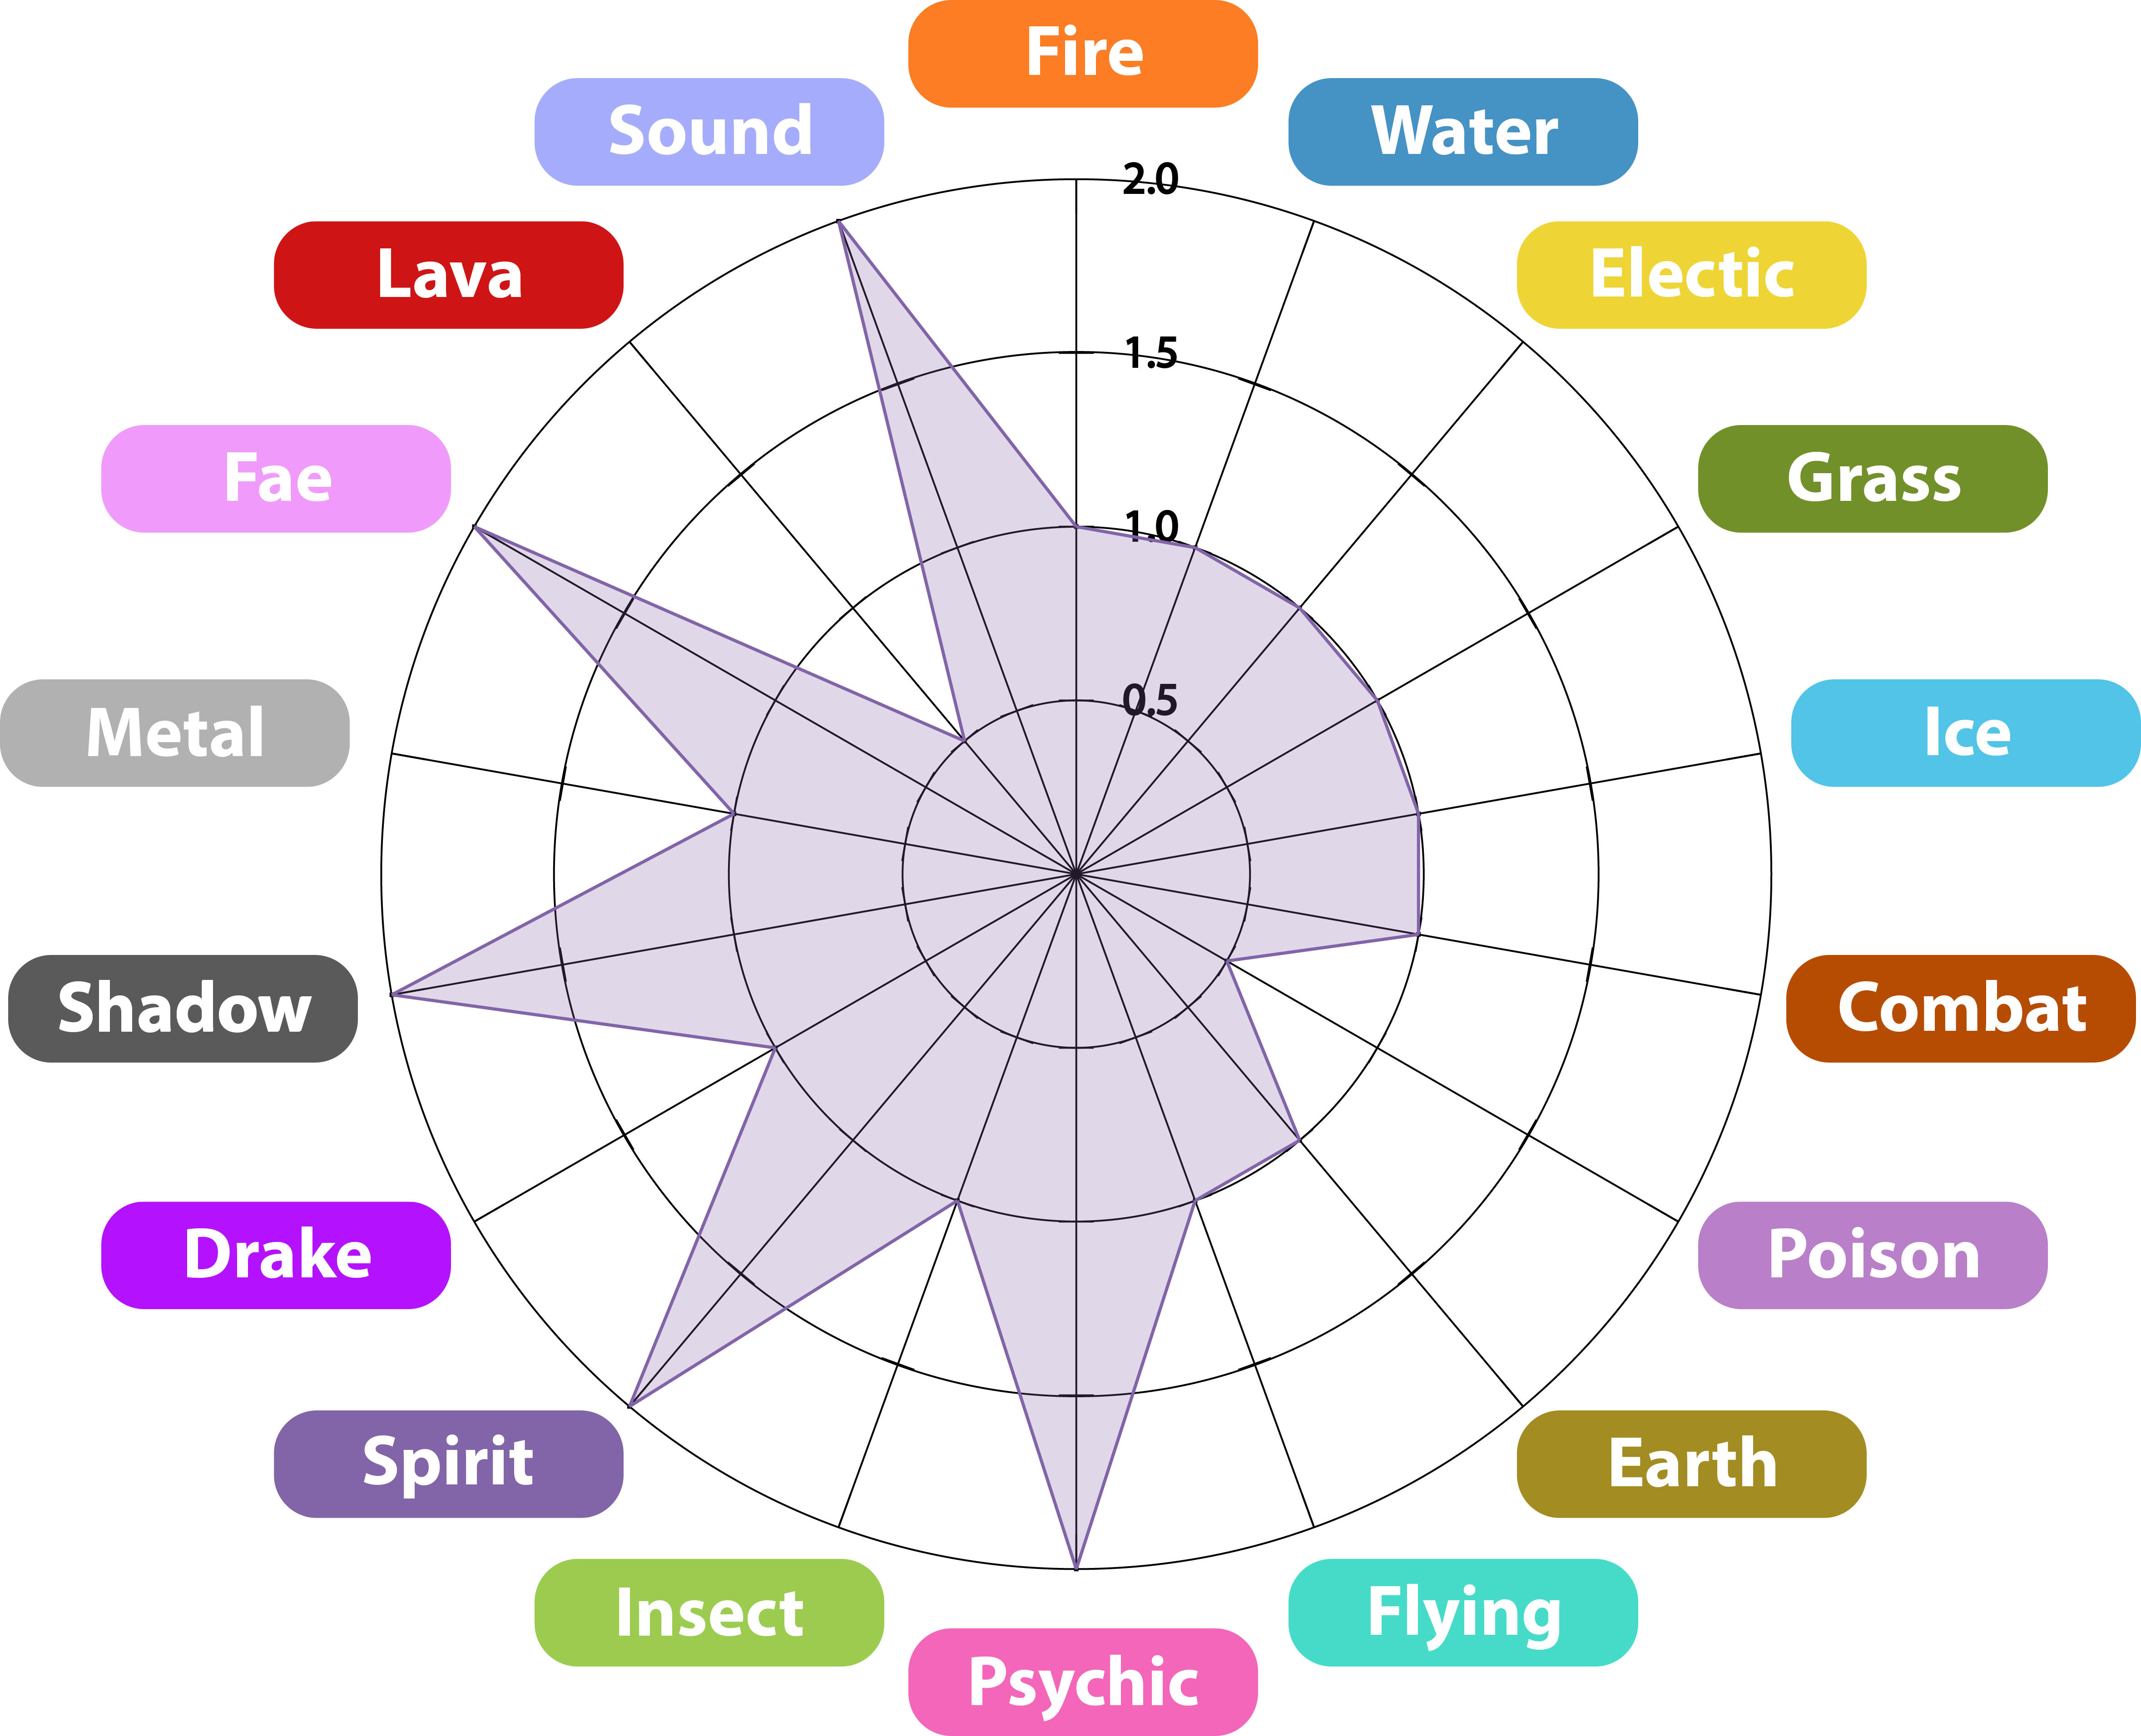 Fire
Water
Electic
Grass
Ice
Combat
Poison
Earth
Flying
Psychic
Insect
Spirit
Drake
Shadow
Metal
Fae
Lava
Sound
2.0
1.5
1.0
0.5